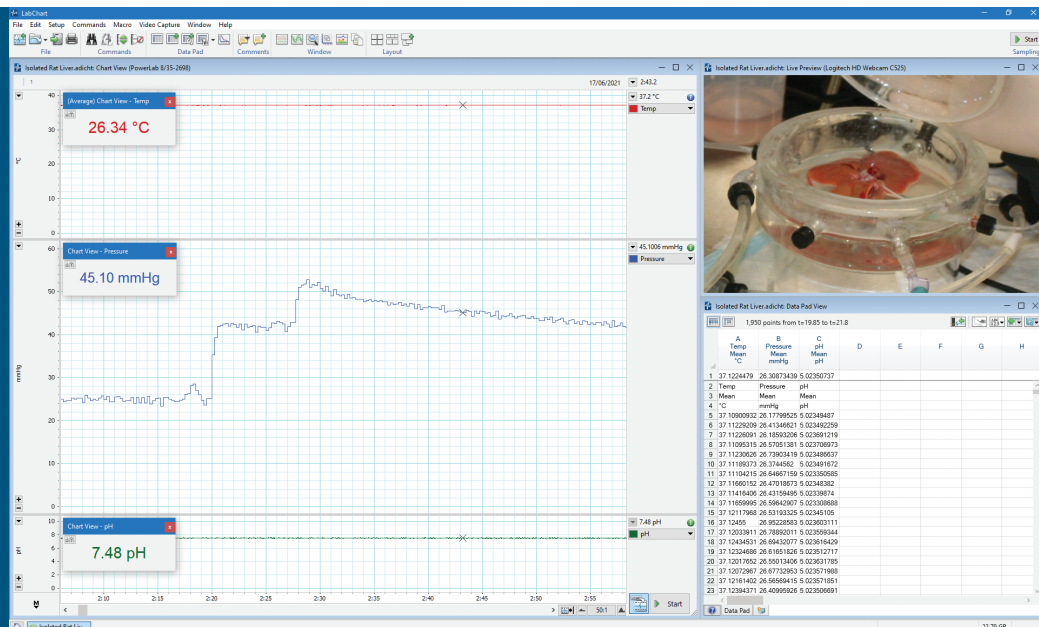 LabChart
File Edit Setup Commands Macro Video Capture Window Help
File Commands Data Pad Comments Window Layout
Start
Sampling
Isolated Rat Liver.adicht: Chart View (PowerLab 8/35-2698)
1 17/06/2021 2:43.2
(Average) Chart View - Temp x
26.34 °C
40
30
20
10
0
°C
37.2 °C
Temp
Chart View - Pressure x
45.10 mmHg
60
50
40
30
20
10
0
mmHg
45.1006 mmHg
Pressure
Chart View - pH x
7.48 pH
10
8
6
4
2
0
pH
7.48 pH
pH
2:10 2:15 2:20 2:25 2:30 2:35 2:40 2:45 2:50 2:55
M
50:1
Start
Isolated Rat Liver.adicht: Live Preview (Logitech HD Webcam C525)
Isolated Rat Liver.adicht: Data Pad View
1,950 points from t=19.85 to t=21.8
A B C D E F G H
Temp Pressure pH
Mean Mean Mean
°C mmHg pH
1 37.1224479 26.30873439 5.02350737
2 Temp Pressure pH
3 Mean Mean Mean
4 °C mmHg pH
5 37.10900932 26.17799525 5.02349487
6 37.11229209 26.41346621 5.023492259
7 37.11226091 26.18593206 5.023691219
8 37.11095315 26.57051381 5.023706973
9 37.11230626 26.73903419 5.023486637
10 37.11189373 26.3744562 5.023491672
11 37.11104215 26.64667159 5.023350585
12 37.11660152 26.47018673 5.02348382
13 37.11416406 26.43159495 5.02339874
14 37.11659995 26.59642907 5.023308688
15 37.12117968 26.53193325 5.02345105
16 37.12455 26.95228583 5.023603111
17 37.12033911 26.78892011 5.023559344
18 37.12434531 26.69432077 5.023616429
19 37.12324686 26.61651826 5.023512717
20 37.12017652 26.55013406 5.023631785
21 37.12072967 26.67732953 5.023571988
22 37.12161402 26.56569415 5.023571851
23 37.12394371 26.40995926 5.023506691
Data Pad
Isolated Rat Liv...
23.79 GB